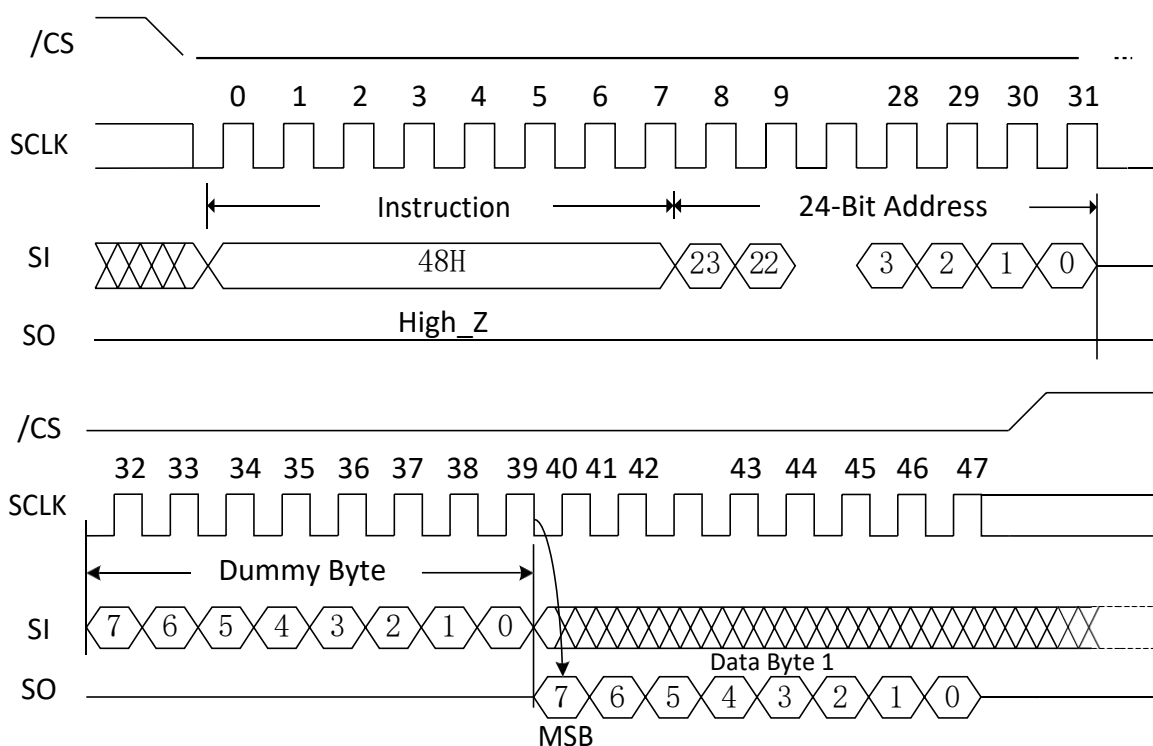 /CS
0 1 2 3 4 5 6 7 8 9 28 29 30 31
SCLK
Instruction 24-Bit Address
SI 48H 23 22 3 2 1 0
High_Z
SO
/CS
32 33 34 35 36 37 38 39 40 41 42 43 44 45 46 47
SCLK
Dummy Byte
SI 7 6 5 4 3 2 1 0
Data Byte 1
SO 7 6 5 4 3 2 1 0
MSB